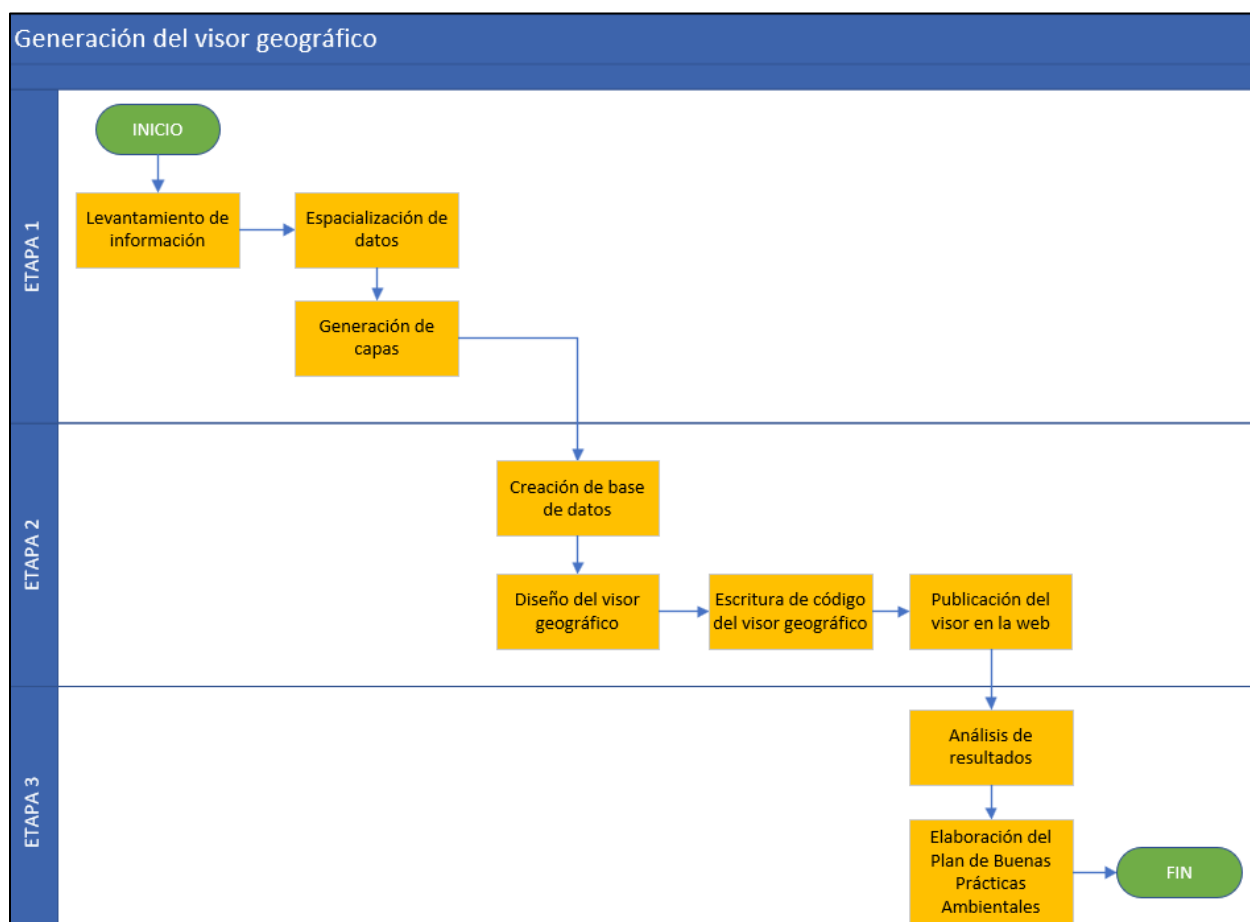 Generación del visor geográfico
ETAPA 1
INICIO
Levantamiento de
información
Espacialización de
datos
Generación de
capas
ETAPA 2
Creación de base
de datos
Diseño del visor
geográfico
Escritura de código
del visor geográfico
Publicación del
visor en la web
ETAPA 3
Análisis de
resultados
Elaboración del
Plan de Buenas
Prácticas
Ambientales
FIN